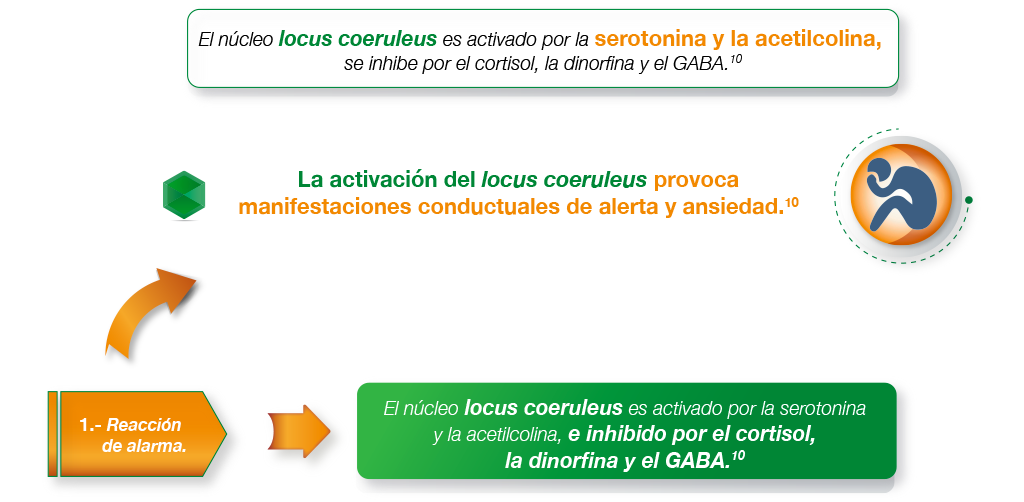 El núcleo locus coeruleus es activado por la serotonina y la acetilcolina,
se inhibe por el cortisol, la dinorfina y el GABA.10
La activación del locus coeruleus provoca
manifestaciones conductuales de alerta y ansiedad.10
1.- Reacción
de alarma.
El núcleo locus coeruleus es activado por la serotonina
y la acetilcolina, e inhibido por el cortisol,
la dinorfina y el GABA.10